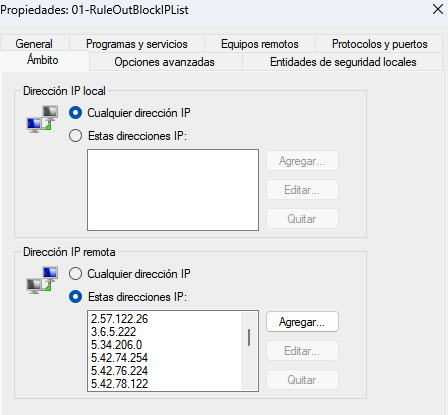 Propiedades: 01-RuleOutBlockIPList
General Programas y servicios Equipos remotos Protocolos y puertos
Ámbito Opciones avanzadas Entidades de seguridad locales
Dirección IP local
Cualquier dirección IP
Estas direcciones IP:
Agregar...
Editar...
Quitar
Dirección IP remota
Cualquier dirección IP
Estas direcciones IP:
2.57.122.26
3.6.5.222
5.34.206.0
5.42.74.254
5.42.76.224
5.42.78.122
Agregar...
Editar...
Quitar